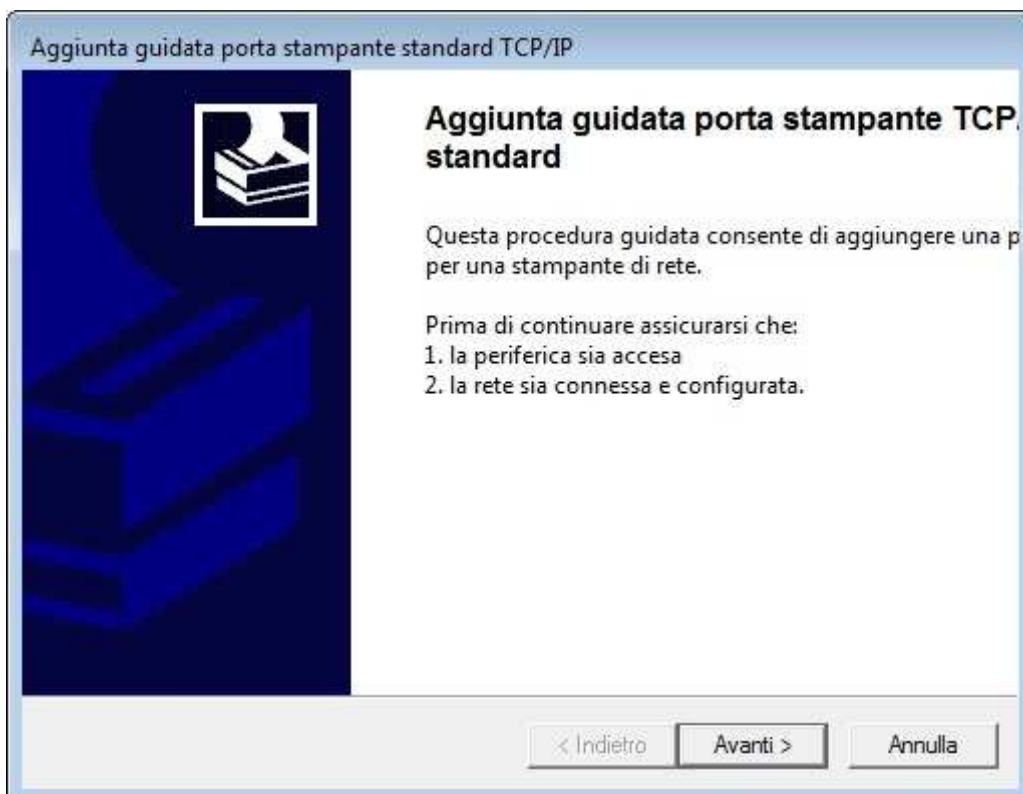 Aggiunta guidata porta stampante standard TCP/IP
Aggiunta guidata porta stampante TCP
standard
Questa procedura guidata consente di aggiungere una
per una stampante di rete.
Prima di continuare assicurarsi che:
1. la periferica sia accesa
2. la rete sia connessa e configurata.
< Indietro
Avanti >
Annulla